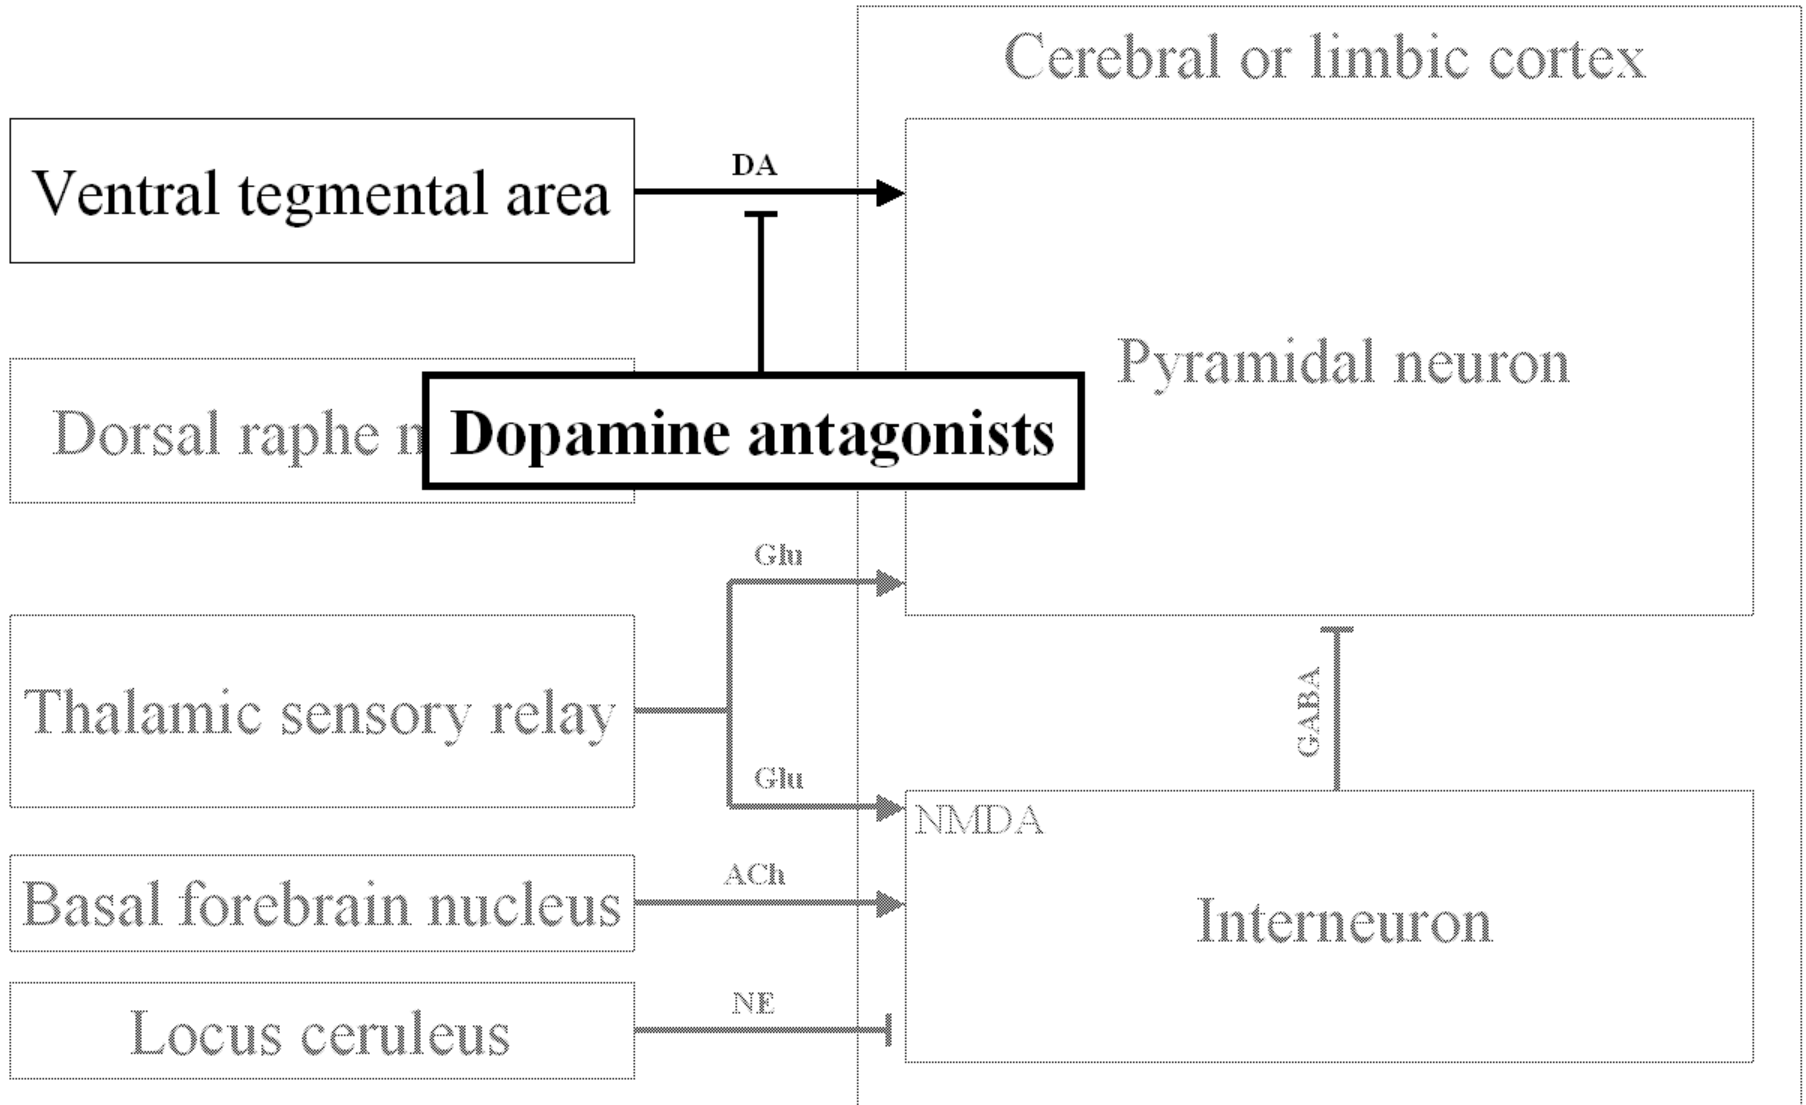 Cerebral or limbic cortex
Ventral tegmental area
DA
Pyramidal neuron
Dorsal raphe n
Dopamine antagonists
Glu
Thalamic sensory relay
GABA
Glu
NMDA
Basal forebrain nucleus
ACh
Interneuron
Locus ceruleus
NE